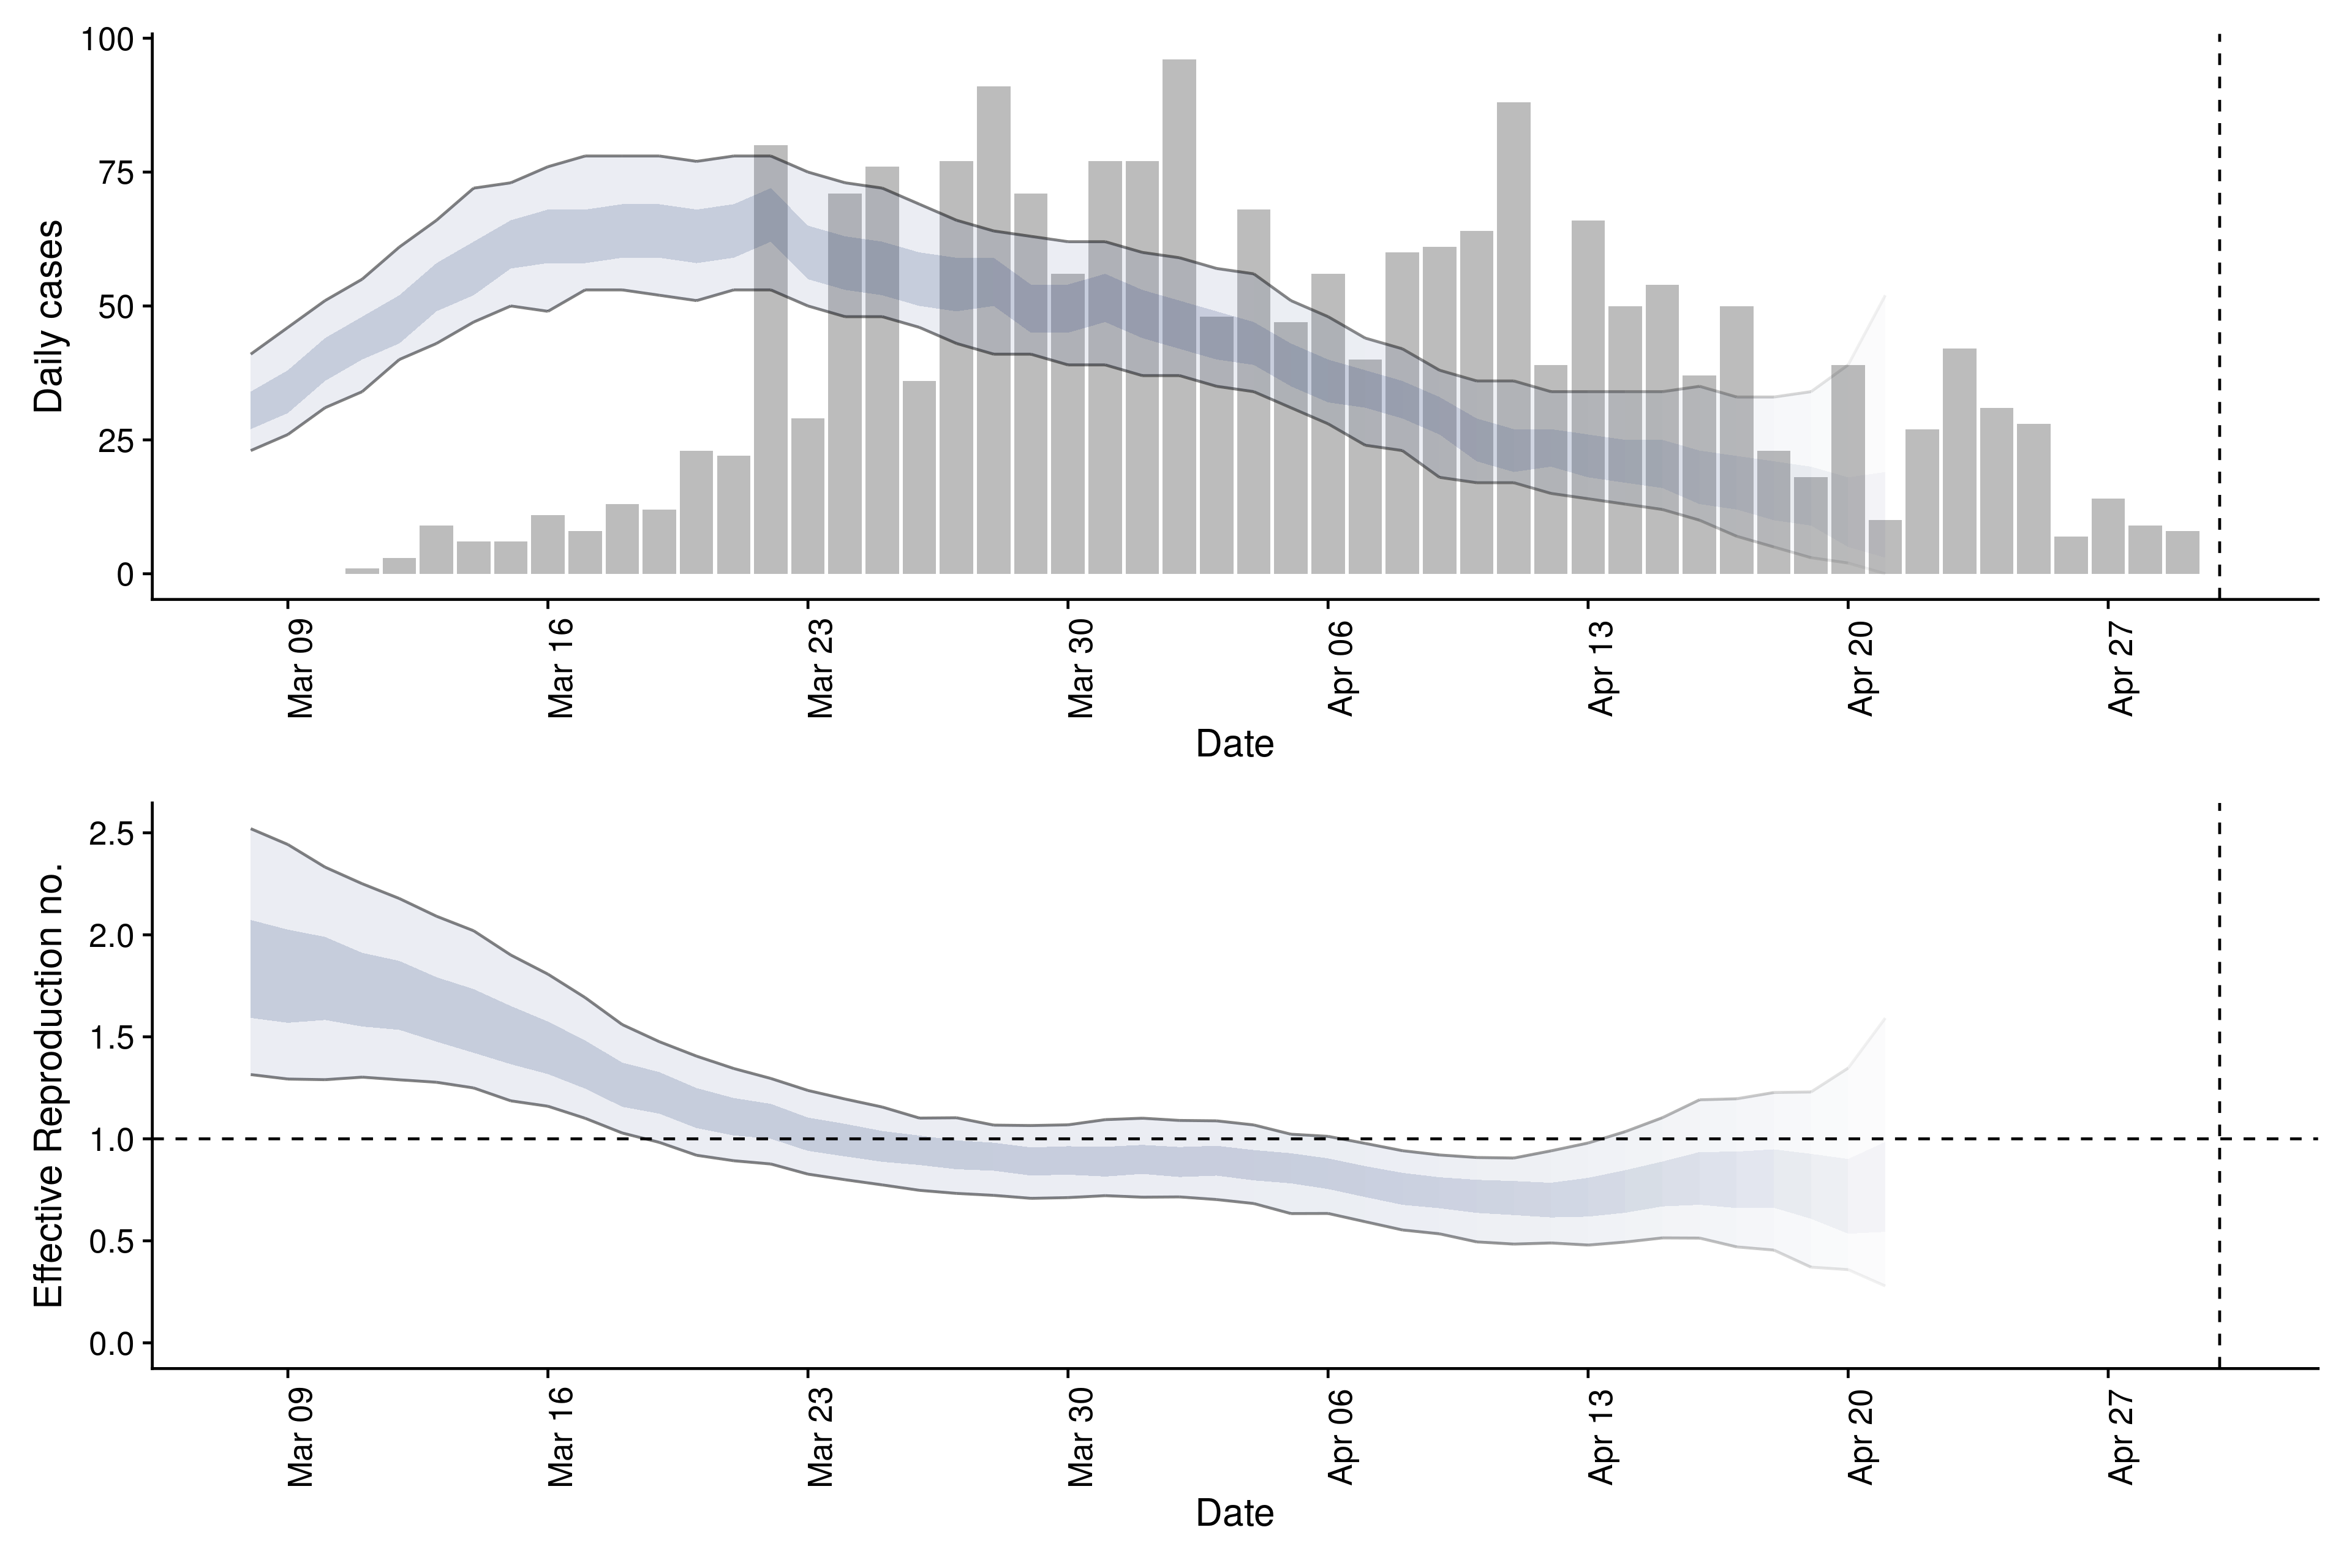 Daily cases
100
75
50
25
0
Mar 09
Mar 16
Mar 23
Mar 30
Apr 06
Apr 13
Apr 20
Apr 27
Date
Effective Reproduction no.
2.5
2.0
1.5
1.0
0.5
0.0
Mar 09
Mar 16
Mar 23
Mar 30
Apr 06
Apr 13
Apr 20
Apr 27
Date